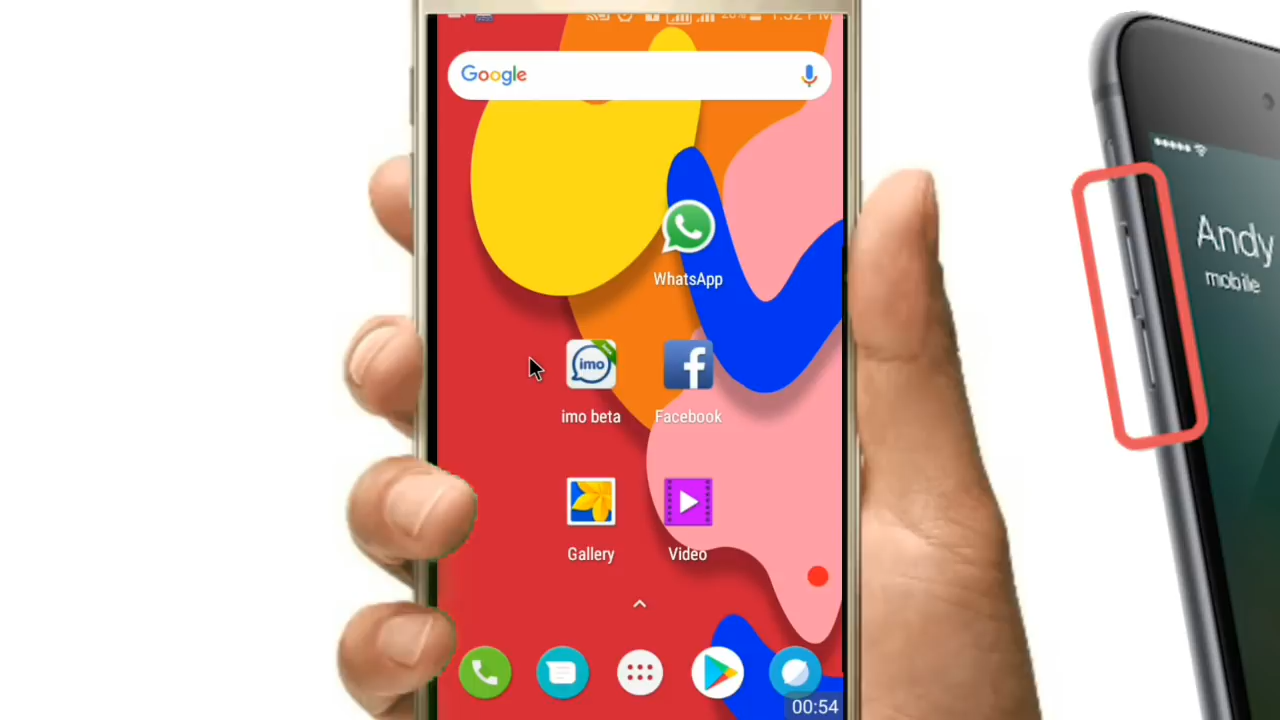 Google
WhatsApp
imo
imo beta
Facebook
Gallery
Video
00:54
Andy
mobile